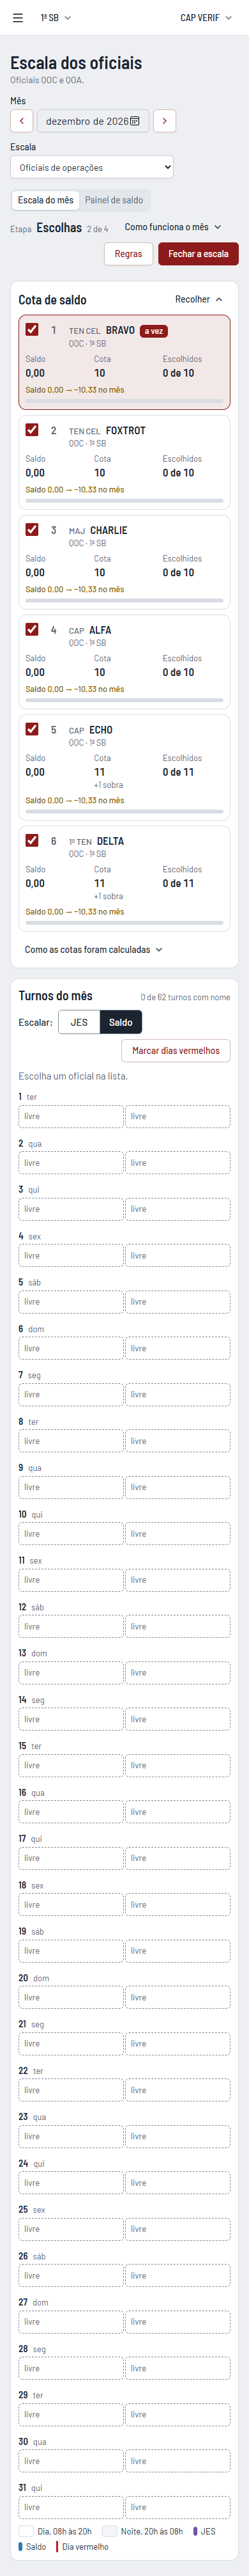 1º SB
CAP VERIF
Escala dos oficiais
Oficiais QOC e QOA.
Mês
dezembro de 2026
Escala
Oficiais de operações
Escala do mês
Painel de saldo
Etapa Escolhas 2 de 4
Como funciona o mês
Regras
Fechar a escala
Cota de saldo
Recolher
1 TEN CEL BRAVO a vez
QOC · 1º SB
Saldo Cota Escolhidos
0,00 10 0 de 10
Saldo 0,00 → −10,33 no mês
2 TEN CEL FOXTROT
QOC · 1º SB
Saldo Cota Escolhidos
0,00 10 0 de 10
Saldo 0,00 → −10,33 no mês
3 MAJ CHARLIE
QOC · 1º SB
Saldo Cota Escolhidos
0,00 10 0 de 10
Saldo 0,00 → −10,33 no mês
4 CAP ALFA
QOC · 1º SB
Saldo Cota Escolhidos
0,00 10 0 de 10
Saldo 0,00 → −10,33 no mês
5 CAP ECHO
QOC · 1º SB
Saldo Cota Escolhidos
0,00 11 0 de 11
+1 sobra
Saldo 0,00 → −10,33 no mês
6 1º TEN DELTA
QOC · 1º SB
Saldo Cota Escolhidos
0,00 11 0 de 11
+1 sobra
Saldo 0,00 → −10,33 no mês
Como as cotas foram calculadas
Turnos do mês
0 de 62 turnos com nome
Escalar: JES Saldo
Marcar dias vermelhos
Escolha um oficial na lista.
1 ter
livre livre
2 qua
livre livre
3 qui
livre livre
4 sex
livre livre
5 sáb
livre livre
6 dom
livre livre
7 seg
livre livre
8 ter
livre livre
9 qua
livre livre
10 qui
livre livre
11 sex
livre livre
12 sáb
livre livre
13 dom
livre livre
14 seg
livre livre
15 ter
livre livre
16 qua
livre livre
17 qui
livre livre
18 sex
livre livre
19 sáb
livre livre
20 dom
livre livre
21 seg
livre livre
22 ter
livre livre
23 qua
livre livre
24 qui
livre livre
25 sex
livre livre
26 sáb
livre livre
27 dom
livre livre
28 seg
livre livre
29 ter
livre livre
30 qua
livre livre
31 qui
livre livre
Dia, 08h às 20h Noite, 20h às 08h JES
Saldo Dia vermelho